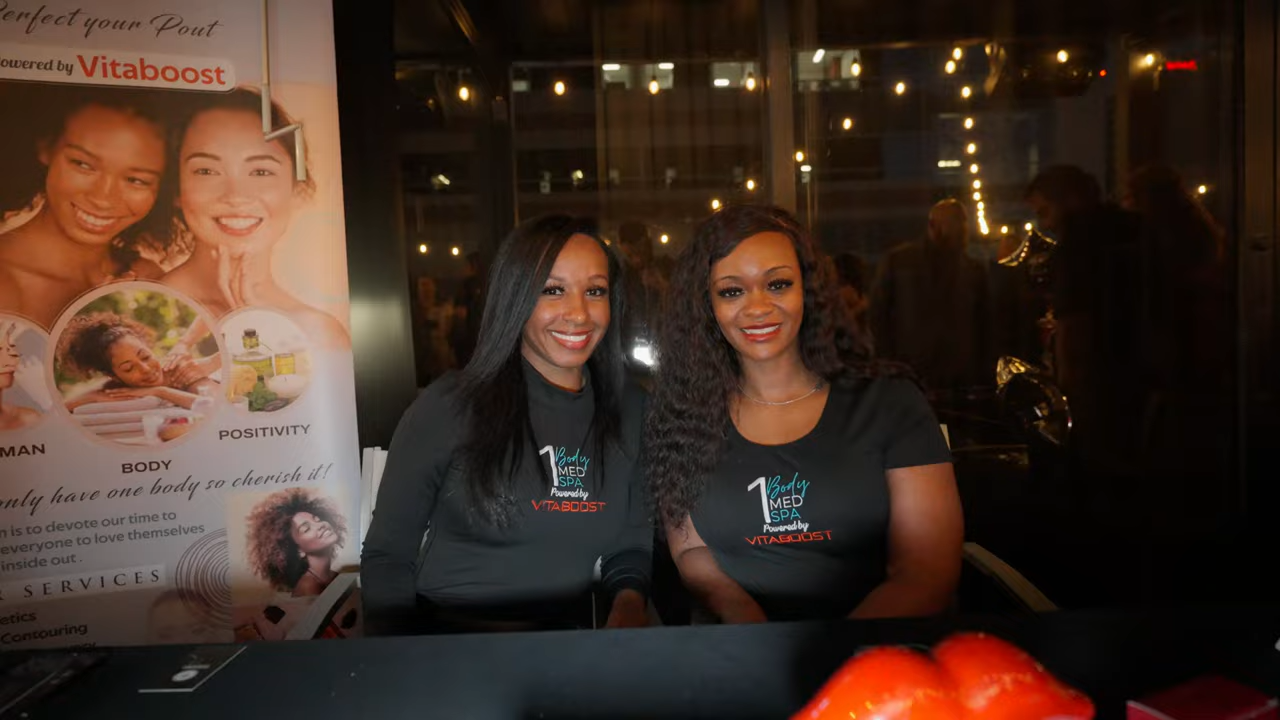 erfect your Pout
owered by Vitaboost
MAN
BODY
POSITIVITY
only have one body so cherish it!
n is to devote our time to
everyone to love themselves
inside out.
R SERVICES
etics
Contouring
1 Body
MED
SPA
Powered by
VITABOOST
1 Body
MED
SPA
Powered by
VITABOOST